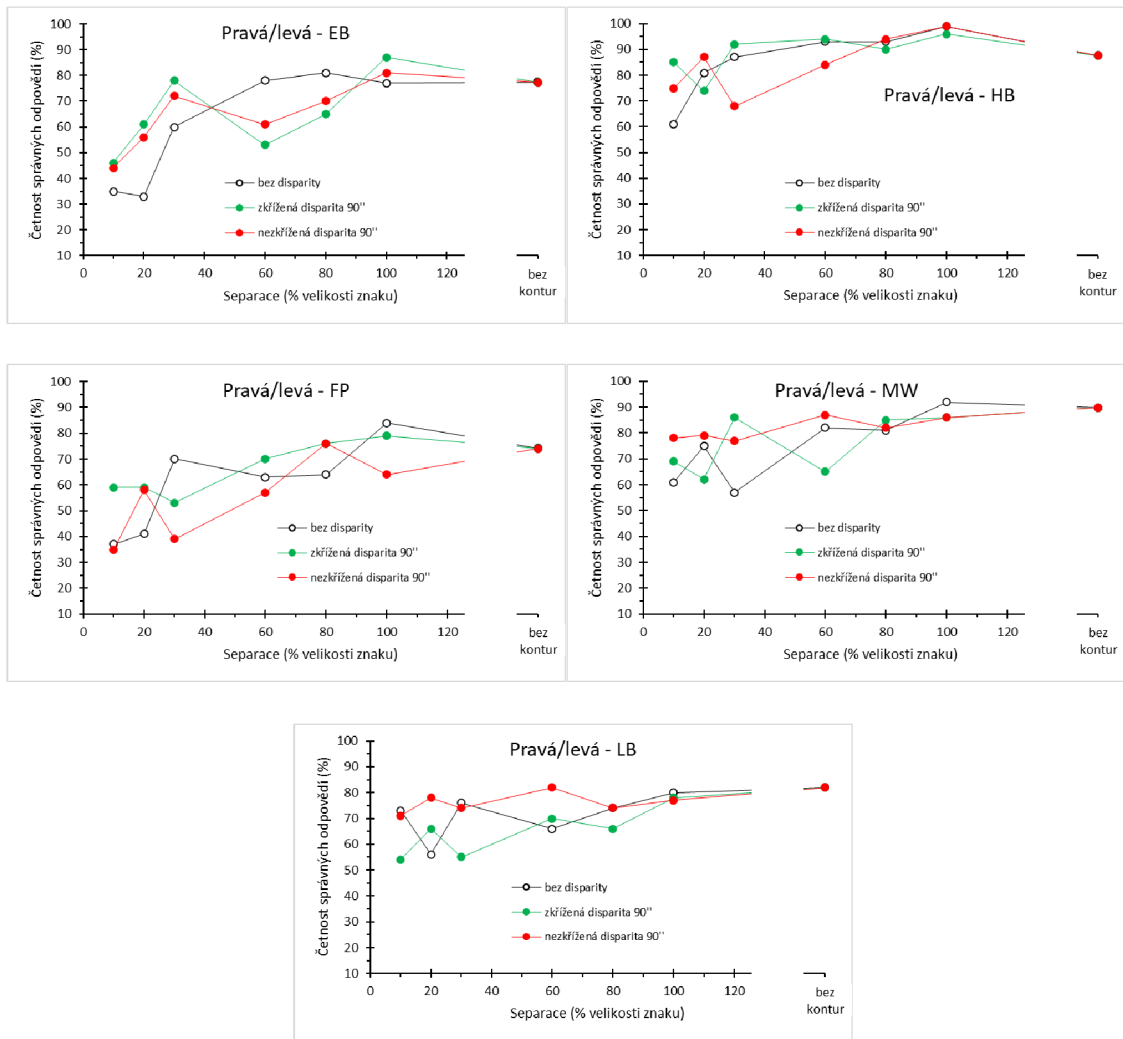 Pravá/levá - EB
Četnost správných odpovědí (%)
100
90
80
70
60
50
40
30
20
10
bez disparity
zkřížená disparita 90''
nezkřížená disparita 90''
0 20 40 60 80 100 120 bez kontur
Separace (% velikosti znaku)
Pravá/levá - HB
Četnost správných odpovědí (%)
100
90
80
70
60
50
40
30
20
10
bez disparity
zkřížená disparita 90''
nezkřížená disparita 90''
0 20 40 60 80 100 120 bez kontur
Separace (% velikosti znaku)
Pravá/levá - FP
Četnost správných odpovědí (%)
100
90
80
70
60
50
40
30
20
10
bez disparity
zkřížená disparita 90''
nezkřížená disparita 90''
0 20 40 60 80 100 120 bez kontur
Separace (% velikosti znaku)
Pravá/levá - MW
Četnost správných odpovědí (%)
100
90
80
70
60
50
40
30
20
10
bez disparity
zkřížená disparita 90''
nezkřížená disparita 90''
0 20 40 60 80 100 120 bez kontur
Separace (% velikosti znaku)
Pravá/levá - LB
Četnost správných odpovědí (%)
100
90
80
70
60
50
40
30
20
10
bez disparity
zkřížená disparita 90''
nezkřížená disparita 90''
0 20 40 60 80 100 120 bez kontur
Separace (% velikosti znaku)